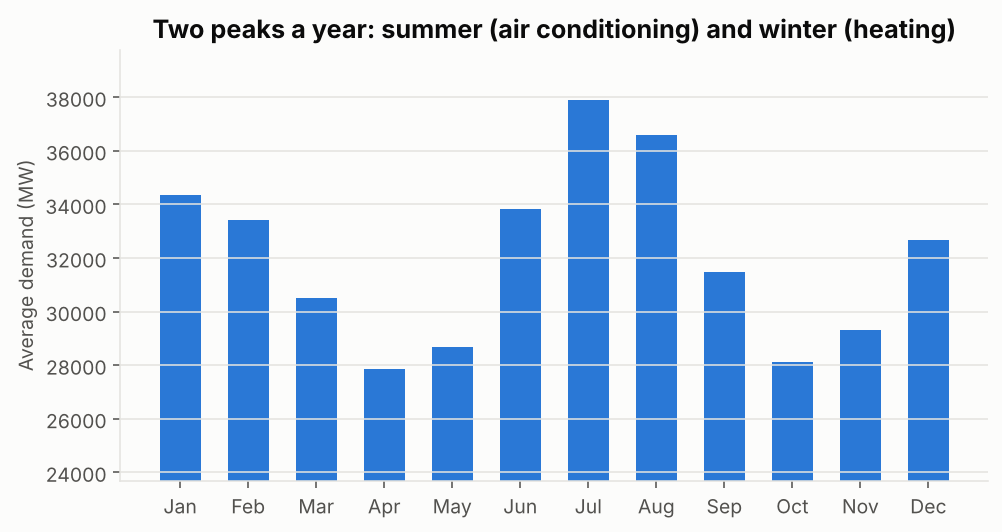 Two peaks a year: summer (air conditioning) and winter (heating)
Average demand (MW)
38000
36000
34000
32000
30000
28000
26000
24000
Jan Feb Mar Apr May Jun Jul Aug Sep Oct Nov Dec